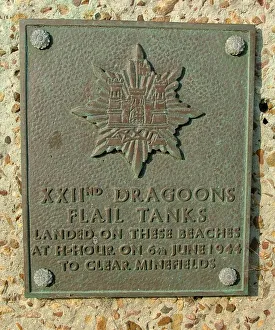 XXIIND DRAGOONS
FLAIL TANKS
LANDED ON THESE BEACHES
AT H-HOUR ON 6TH JUNE 1944
TO CLEAR MINEFIELDS